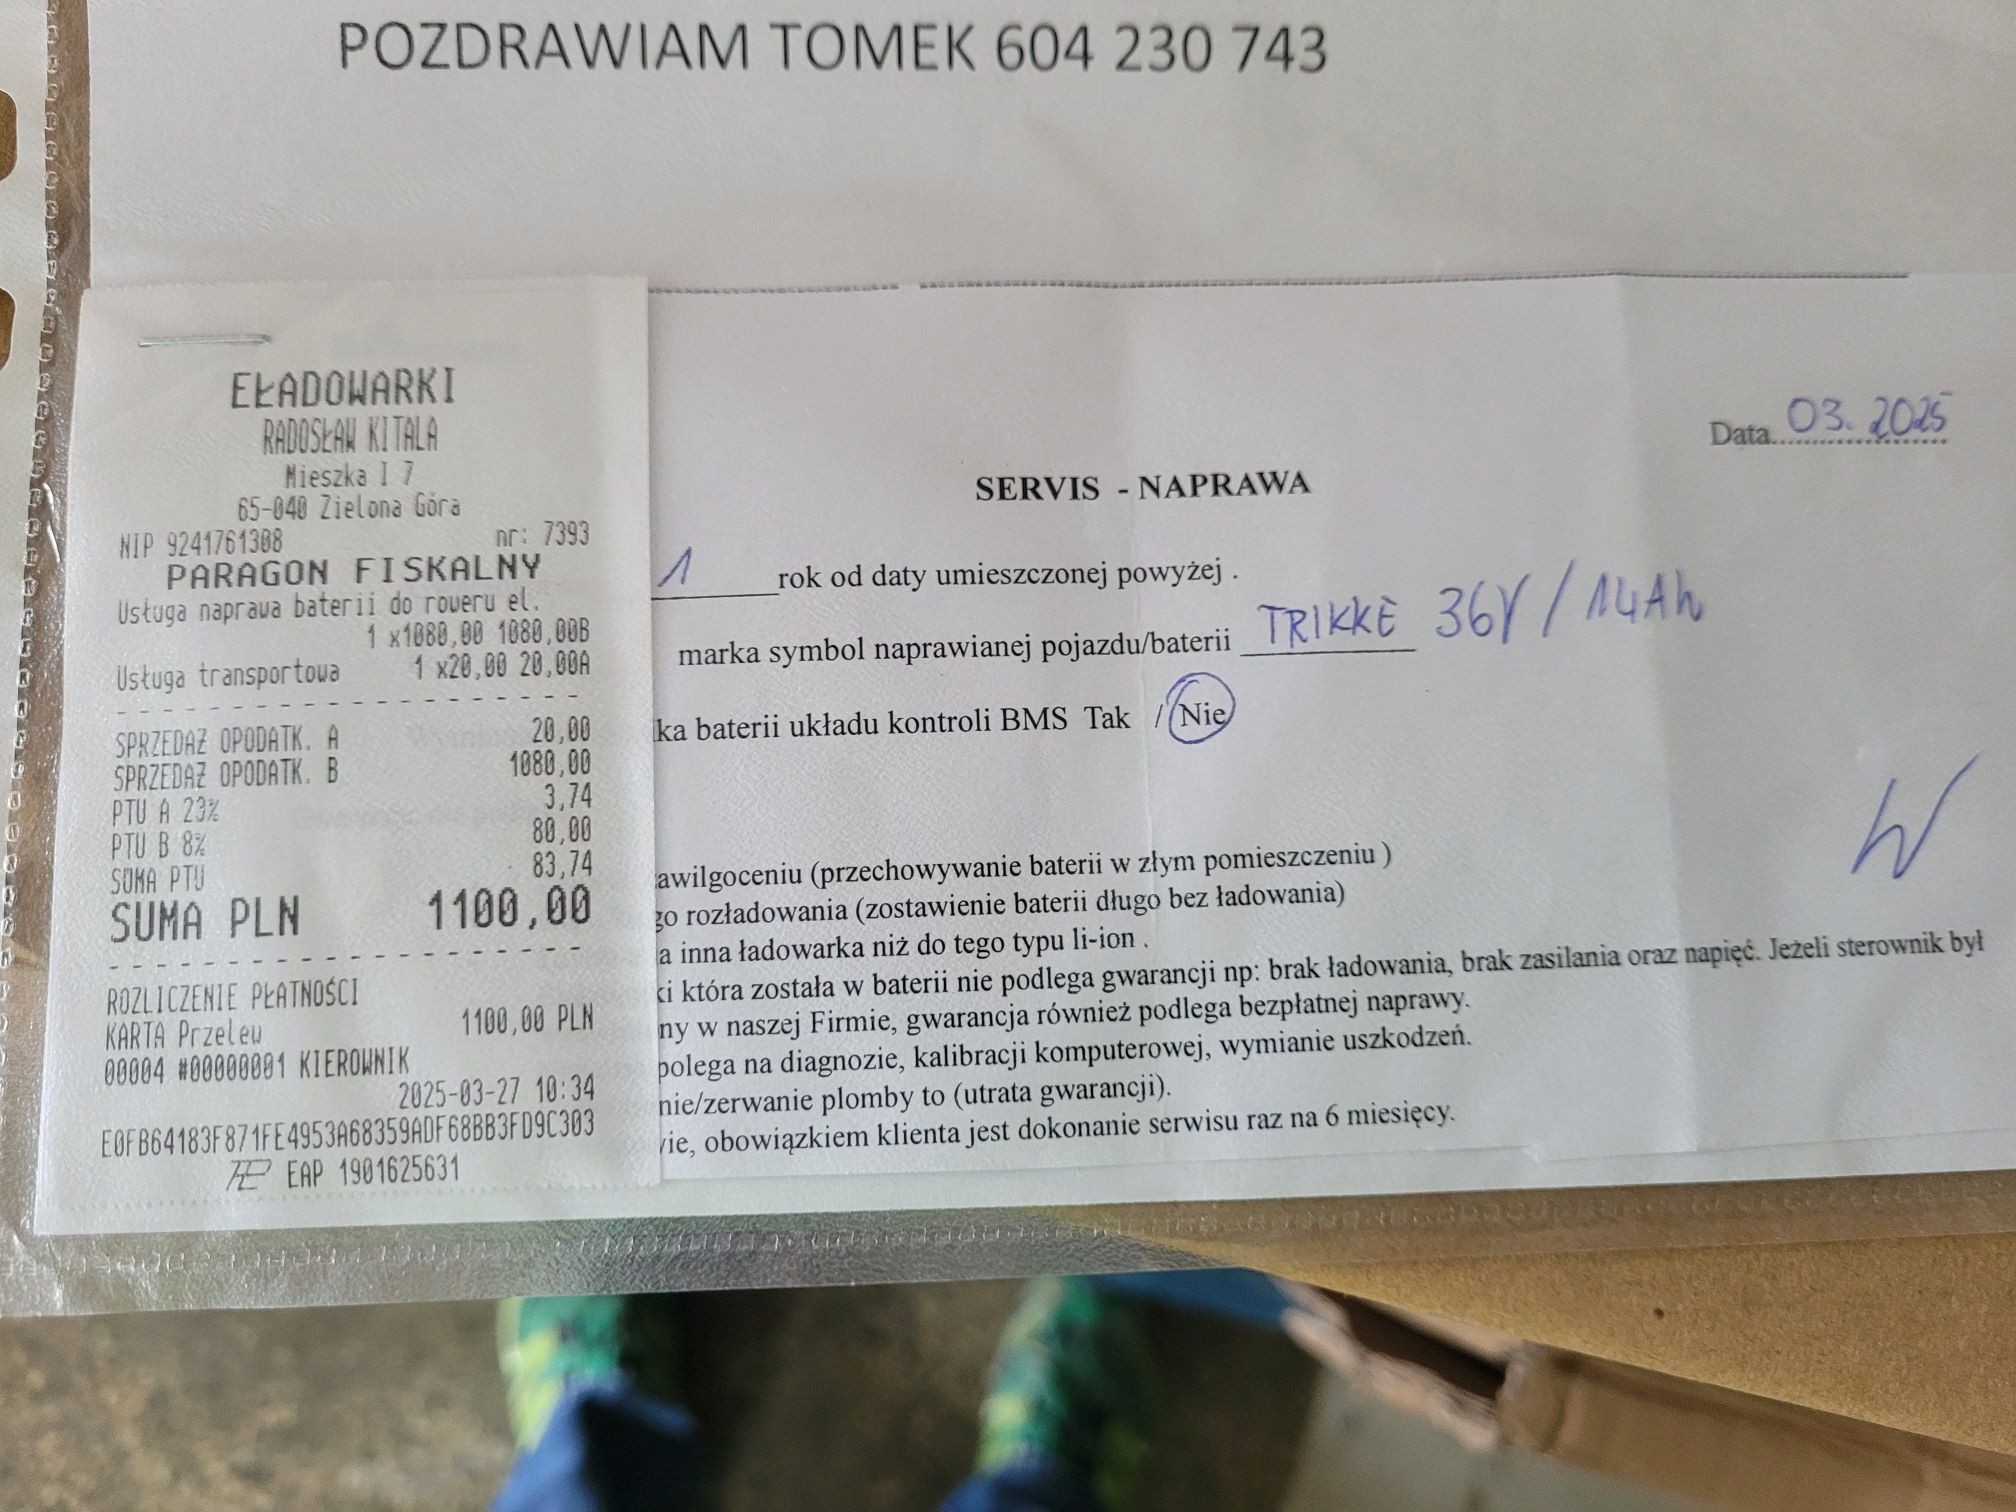 POZDRAWIAM TOMEK 604 230 743
EŁADOWARKI
RADOSŁAW KITALA
Mieszka I 7
65-040 Zielona Góra
NIP 9241761308 nr: 7393
PARAGON FISKALNY
Usługa naprawa baterii do roweru el.
1 x1080,00 1080,00B
Usługa transportowa 1 x20,00 20,00A
SPRZEDAŻ OPODATK. A 20,00
SPRZEDAŻ OPODATK. B 1080,00
PTU A 23% 3,74
PTU B 8% 80,00
SUMA PTU 83,74
SUMA PLN 1100,00
ROZLICZENIE PŁATNOŚCI
KARTA Przelew 1100,00 PLN
00004 #00000001 KIEROWNIK
2025-03-27 10:34
E0FB64183F871FE4953A68359ADF68BB3FD9C303
EAP 1901625631
Data 03. 2025
SERVIS - NAPRAWA
1 rok od daty umieszczonej powyżej .
marka symbol naprawianej pojazdu/baterii TRIKKE 36V / 14Ah
ka baterii układu kontroli BMS Tak / Nie
awilgoceniu (przechowywanie baterii w złym pomieszczeniu )
go rozładowania (zostawienie baterii długo bez ładowania)
a inna ładowarka niż do tego typu li-ion .
ki która została w baterii nie podlega gwarancji np: brak ładowania, brak zasilania oraz napięć. Jeżeli sterownik był
ny w naszej Firmie, gwarancja również podlega bezpłatnej naprawy.
polega na diagnozie, kalibracji komputerowej, wymianie uszkodzeń.
nie/zerwanie plomby to (utrata gwarancji).
ie, obowiązkiem klienta jest dokonanie serwisu raz na 6 miesięcy.